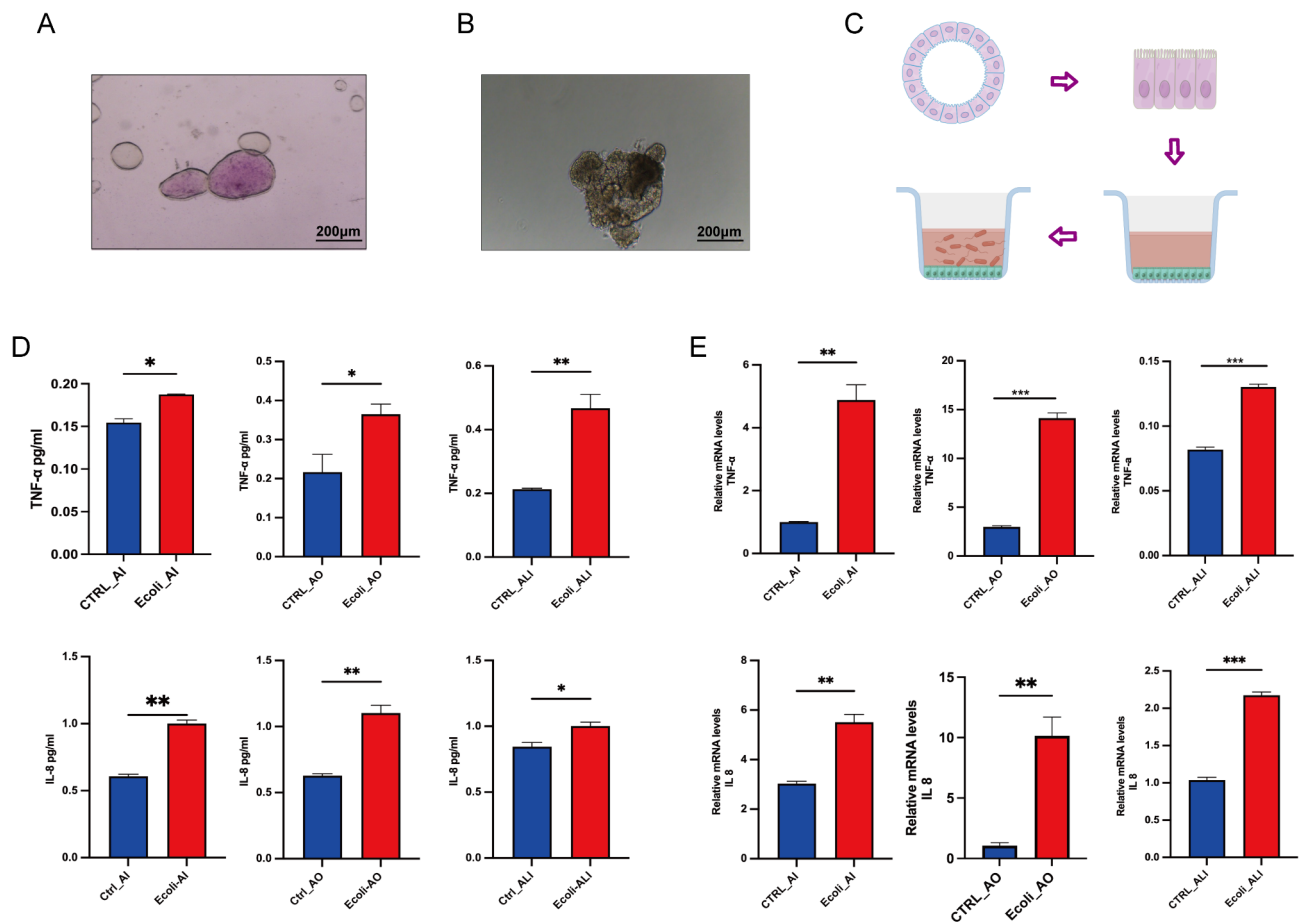 A
B
C
200μm
200μm
D
E
*
TNF-α pg/ml
0.20
0.15
0.10
0.05
0.00
CTRL_AI
Ecoli_AI
*
TNF-α pg/ml
0.5
0.4
0.3
0.2
0.1
0.0
CTRL_AO
Ecoli_AO
**
TNF-α pg/ml
0.6
0.4
0.2
0.0
CTRL_ALI
Ecoli_ALI
**
Relative mRNA levels
TNF-α
6
4
2
0
CTRL_AI
Ecoli_AI
***
Relative mRNA levels
TNF-α
20
15
10
5
0
CTRL_AO
Ecoli_AO
***
Relative mRNA levels
TNF-a
0.15
0.10
0.05
0.00
CTRL_ALI
Ecoli_ALI
**
IL-8 pg/ml
1.5
1.0
0.5
0.0
Ctrl_AI
Ecoli-AI
**
IL-8 pg/ml
1.5
1.0
0.5
0.0
Ctrl_AO
Ecoli-AO
*
IL-8 pg/ml
1.5
1.0
0.5
0.0
Ctrl_ALI
Ecoli-ALI
**
Relative mRNA levels
IL 8
8
6
4
2
0
CTRL_AI
Ecoli_AI
**
Relative mRNA levels
IL 8
15
10
5
0
CTRL_AO
Ecoli_AO
***
Relative mRNA levels
IL 8
2.5
2.0
1.5
1.0
0.5
0.0
CTRL_ALI
Ecoli_ALI